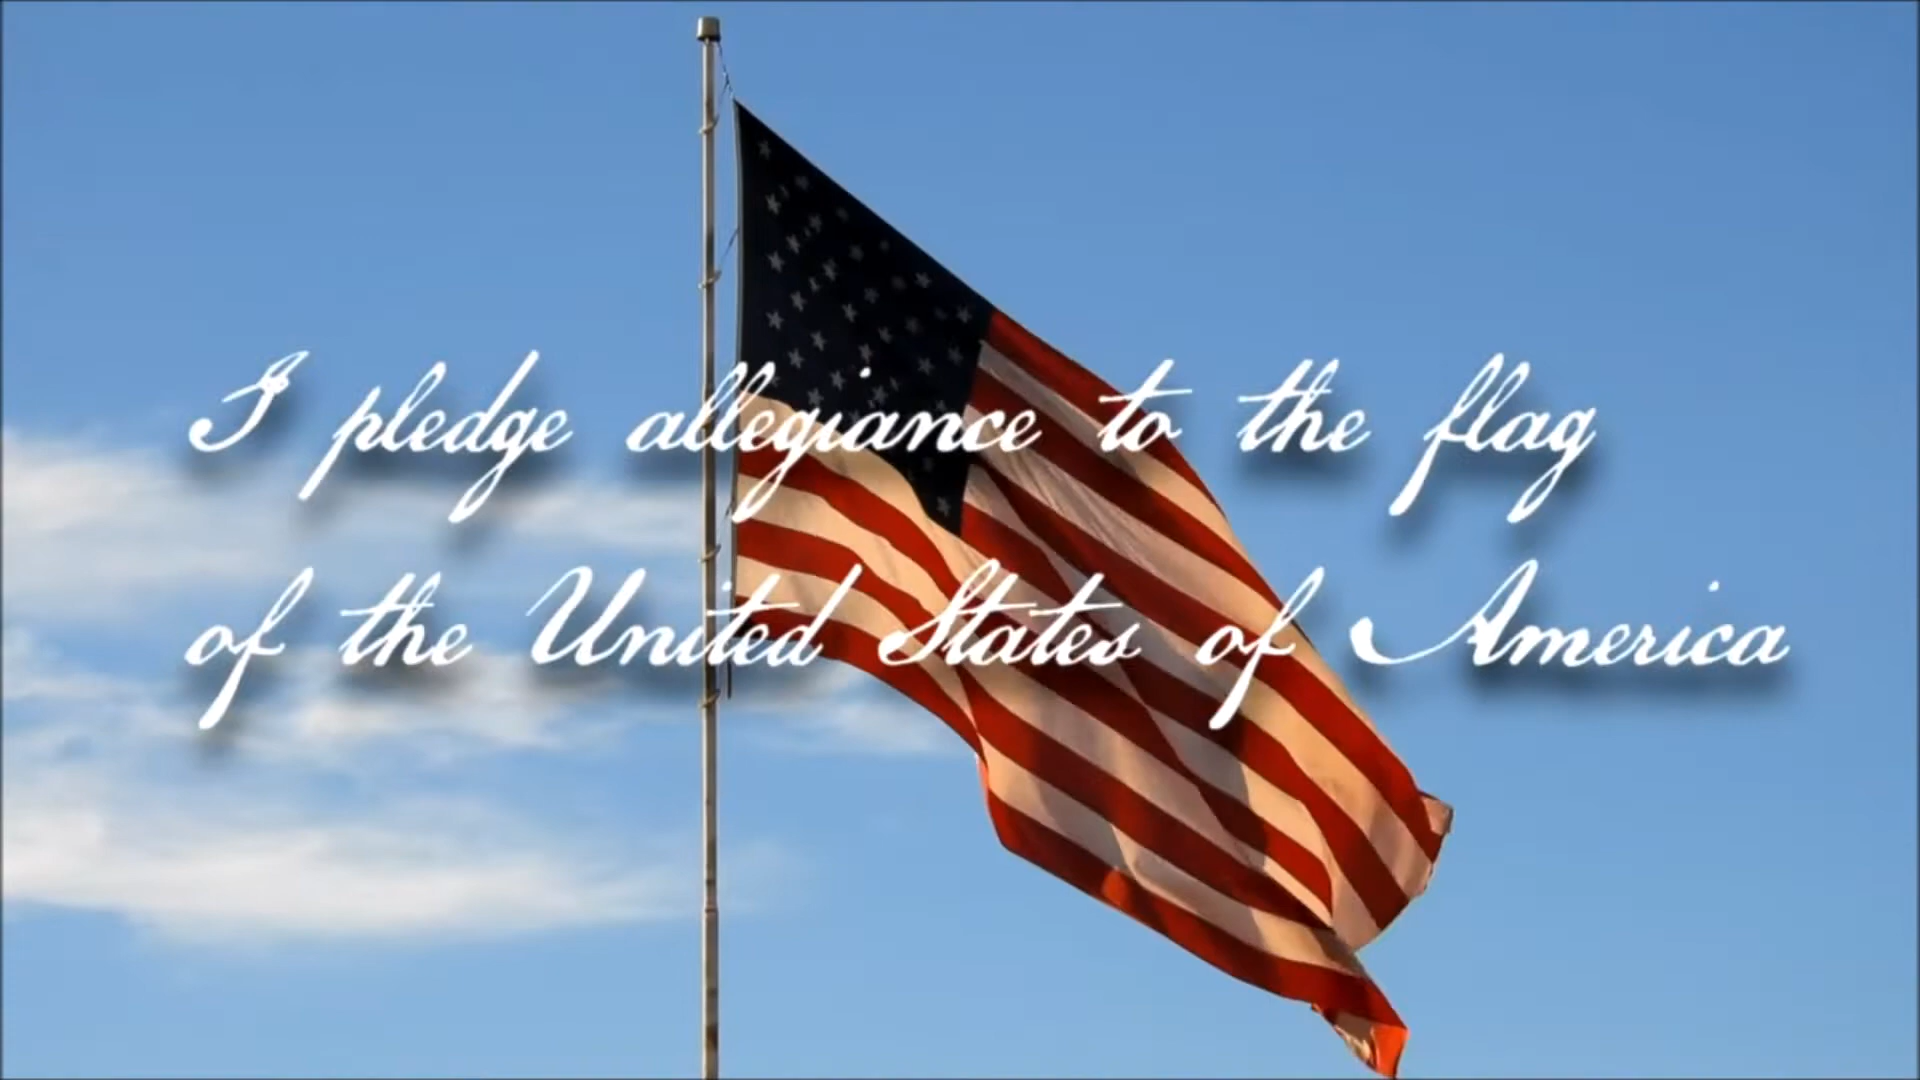 I pledge allegiance to the flag
of the United States of America